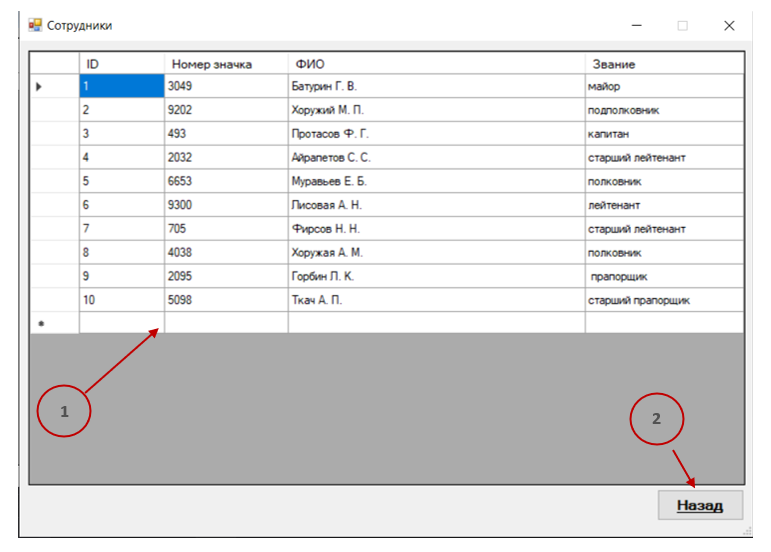 Сотрудники
ID Номер значка ФИО Звание
1 3049 Батурин Г. В. майор
2 9202 Хоружий М. П. подполковник
3 493 Протасов Ф. Г. капитан
4 2032 Айрапетов С. С. старший лейтенант
5 6653 Муравьев Е. Б. полковник
6 9300 Лисовая А. Н. лейтенант
7 705 Фирсов Н. Н. старший лейтенант
8 4038 Хоружая А. М. полковник
9 2095 Горбин Л. К. прапорщик
10 5098 Ткач А. П. старший прапорщик
1
2
Назад